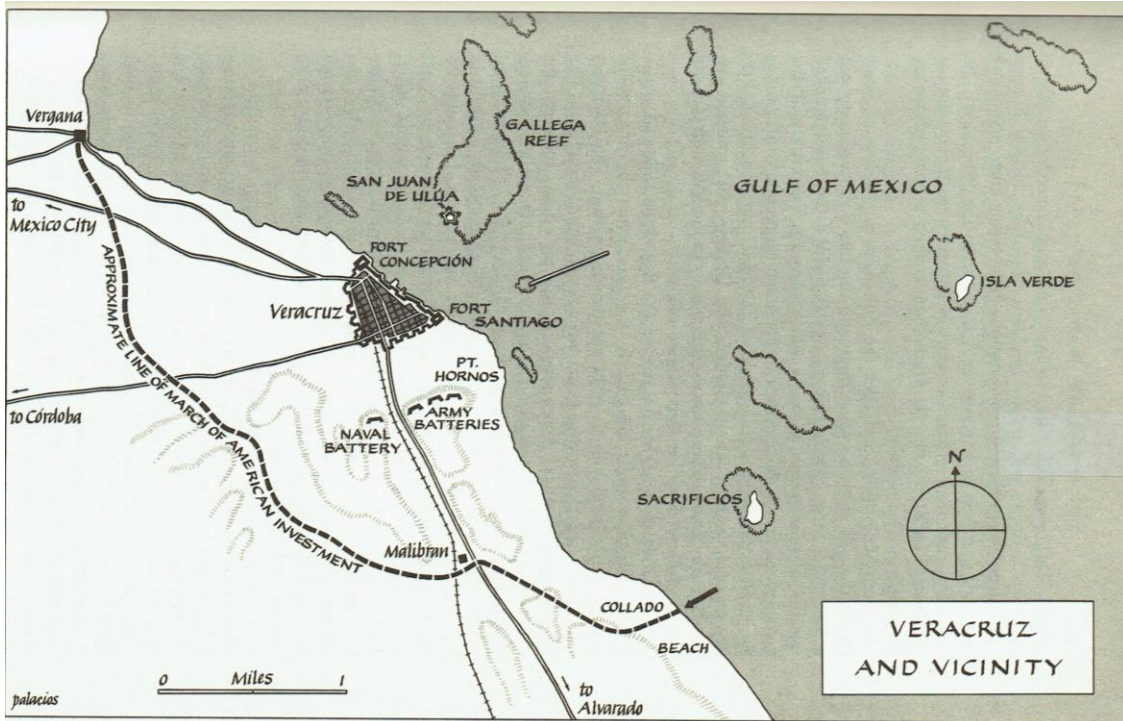 Vergana
GALLEGA
REEF
SAN JUAN
DE ULÚA
GULF OF MEXICO
to
Mexico City
FORT
CONCEPCIÓN
SLA VERDE
Veracruz
FORT
SANTIAGO
APPROXIMATE LINE OF MARCH OF AMERICAN INVESTMENT
PT.
HORNOS
to Córdoba
ARMY
BATTERIES
NAVAL
BATTERY
N
SACRIFICIOS
Malibran
COLLADO
BEACH
VERACRUZ
AND VICINITY
0 Miles 1
to
Alvarado
palacios